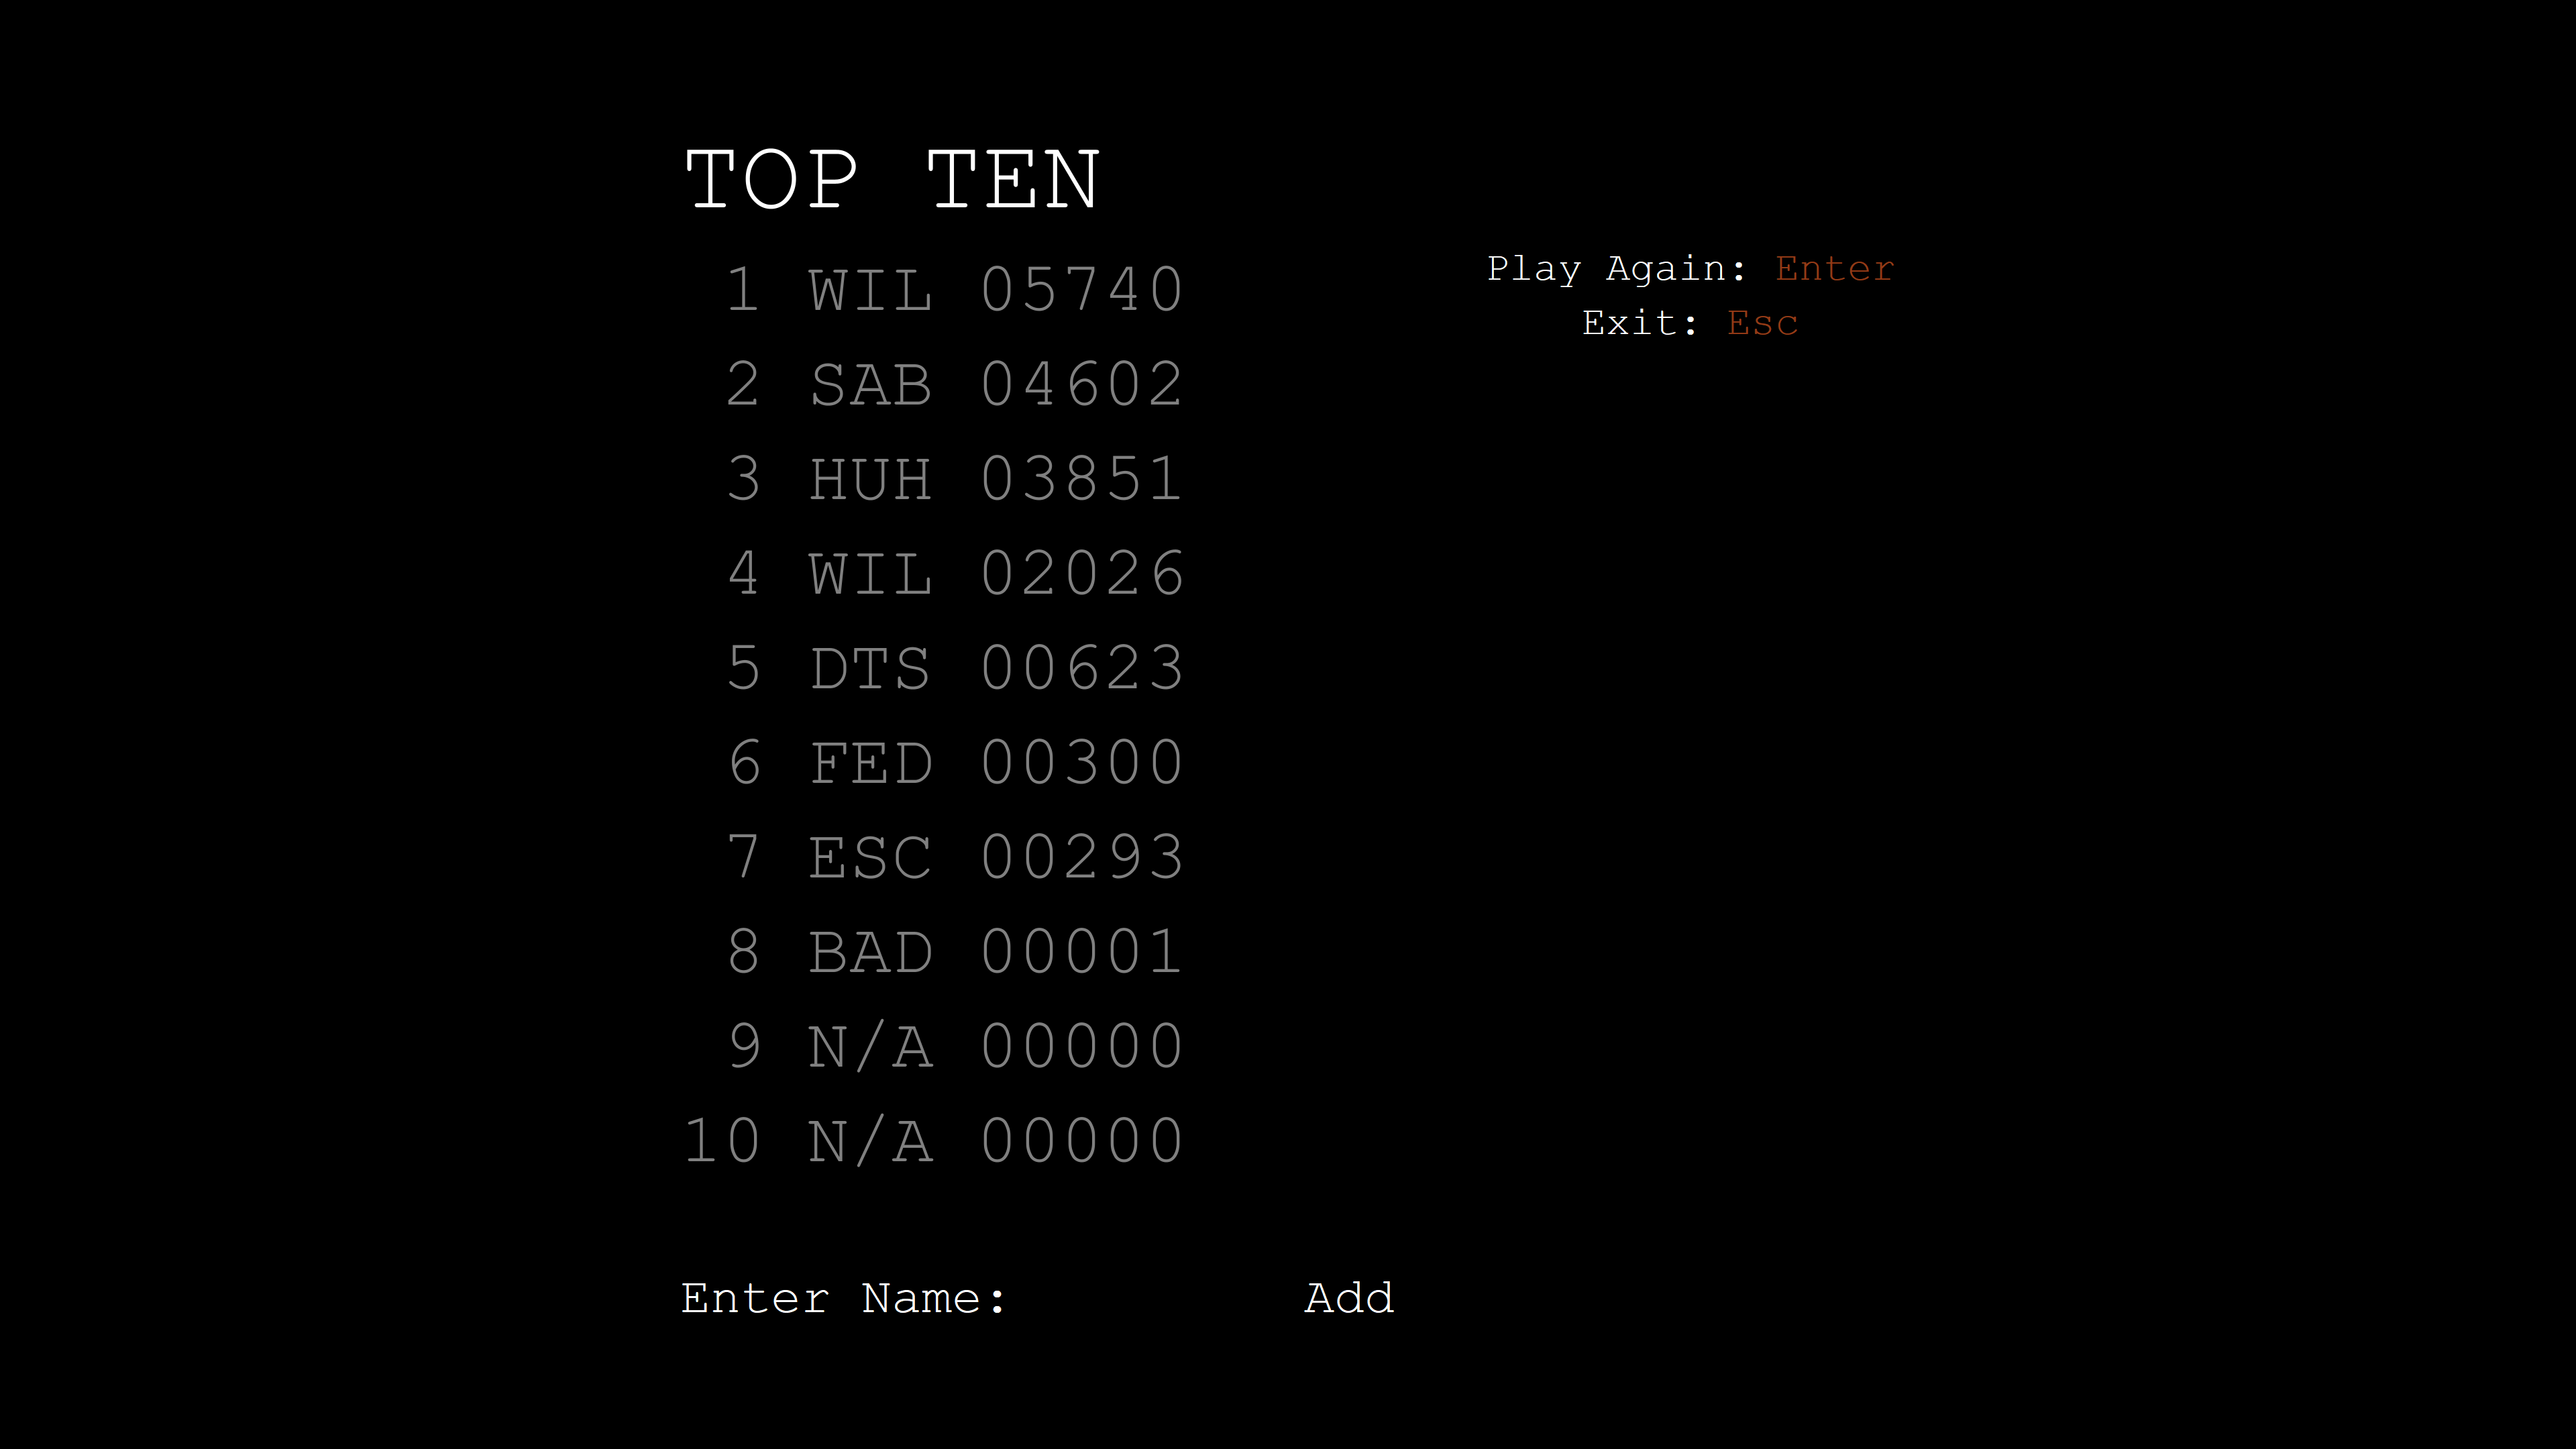 TOP TEN
1 WIL 05740
2 SAB 04602
3 HUH 03851
4 WIL 02026
5 DTS 00623
6 FED 00300
7 ESC 00293
8 BAD 00001
9 N/A 00000
10 N/A 00000
Play Again: Enter
Exit: Esc
Enter Name: Add